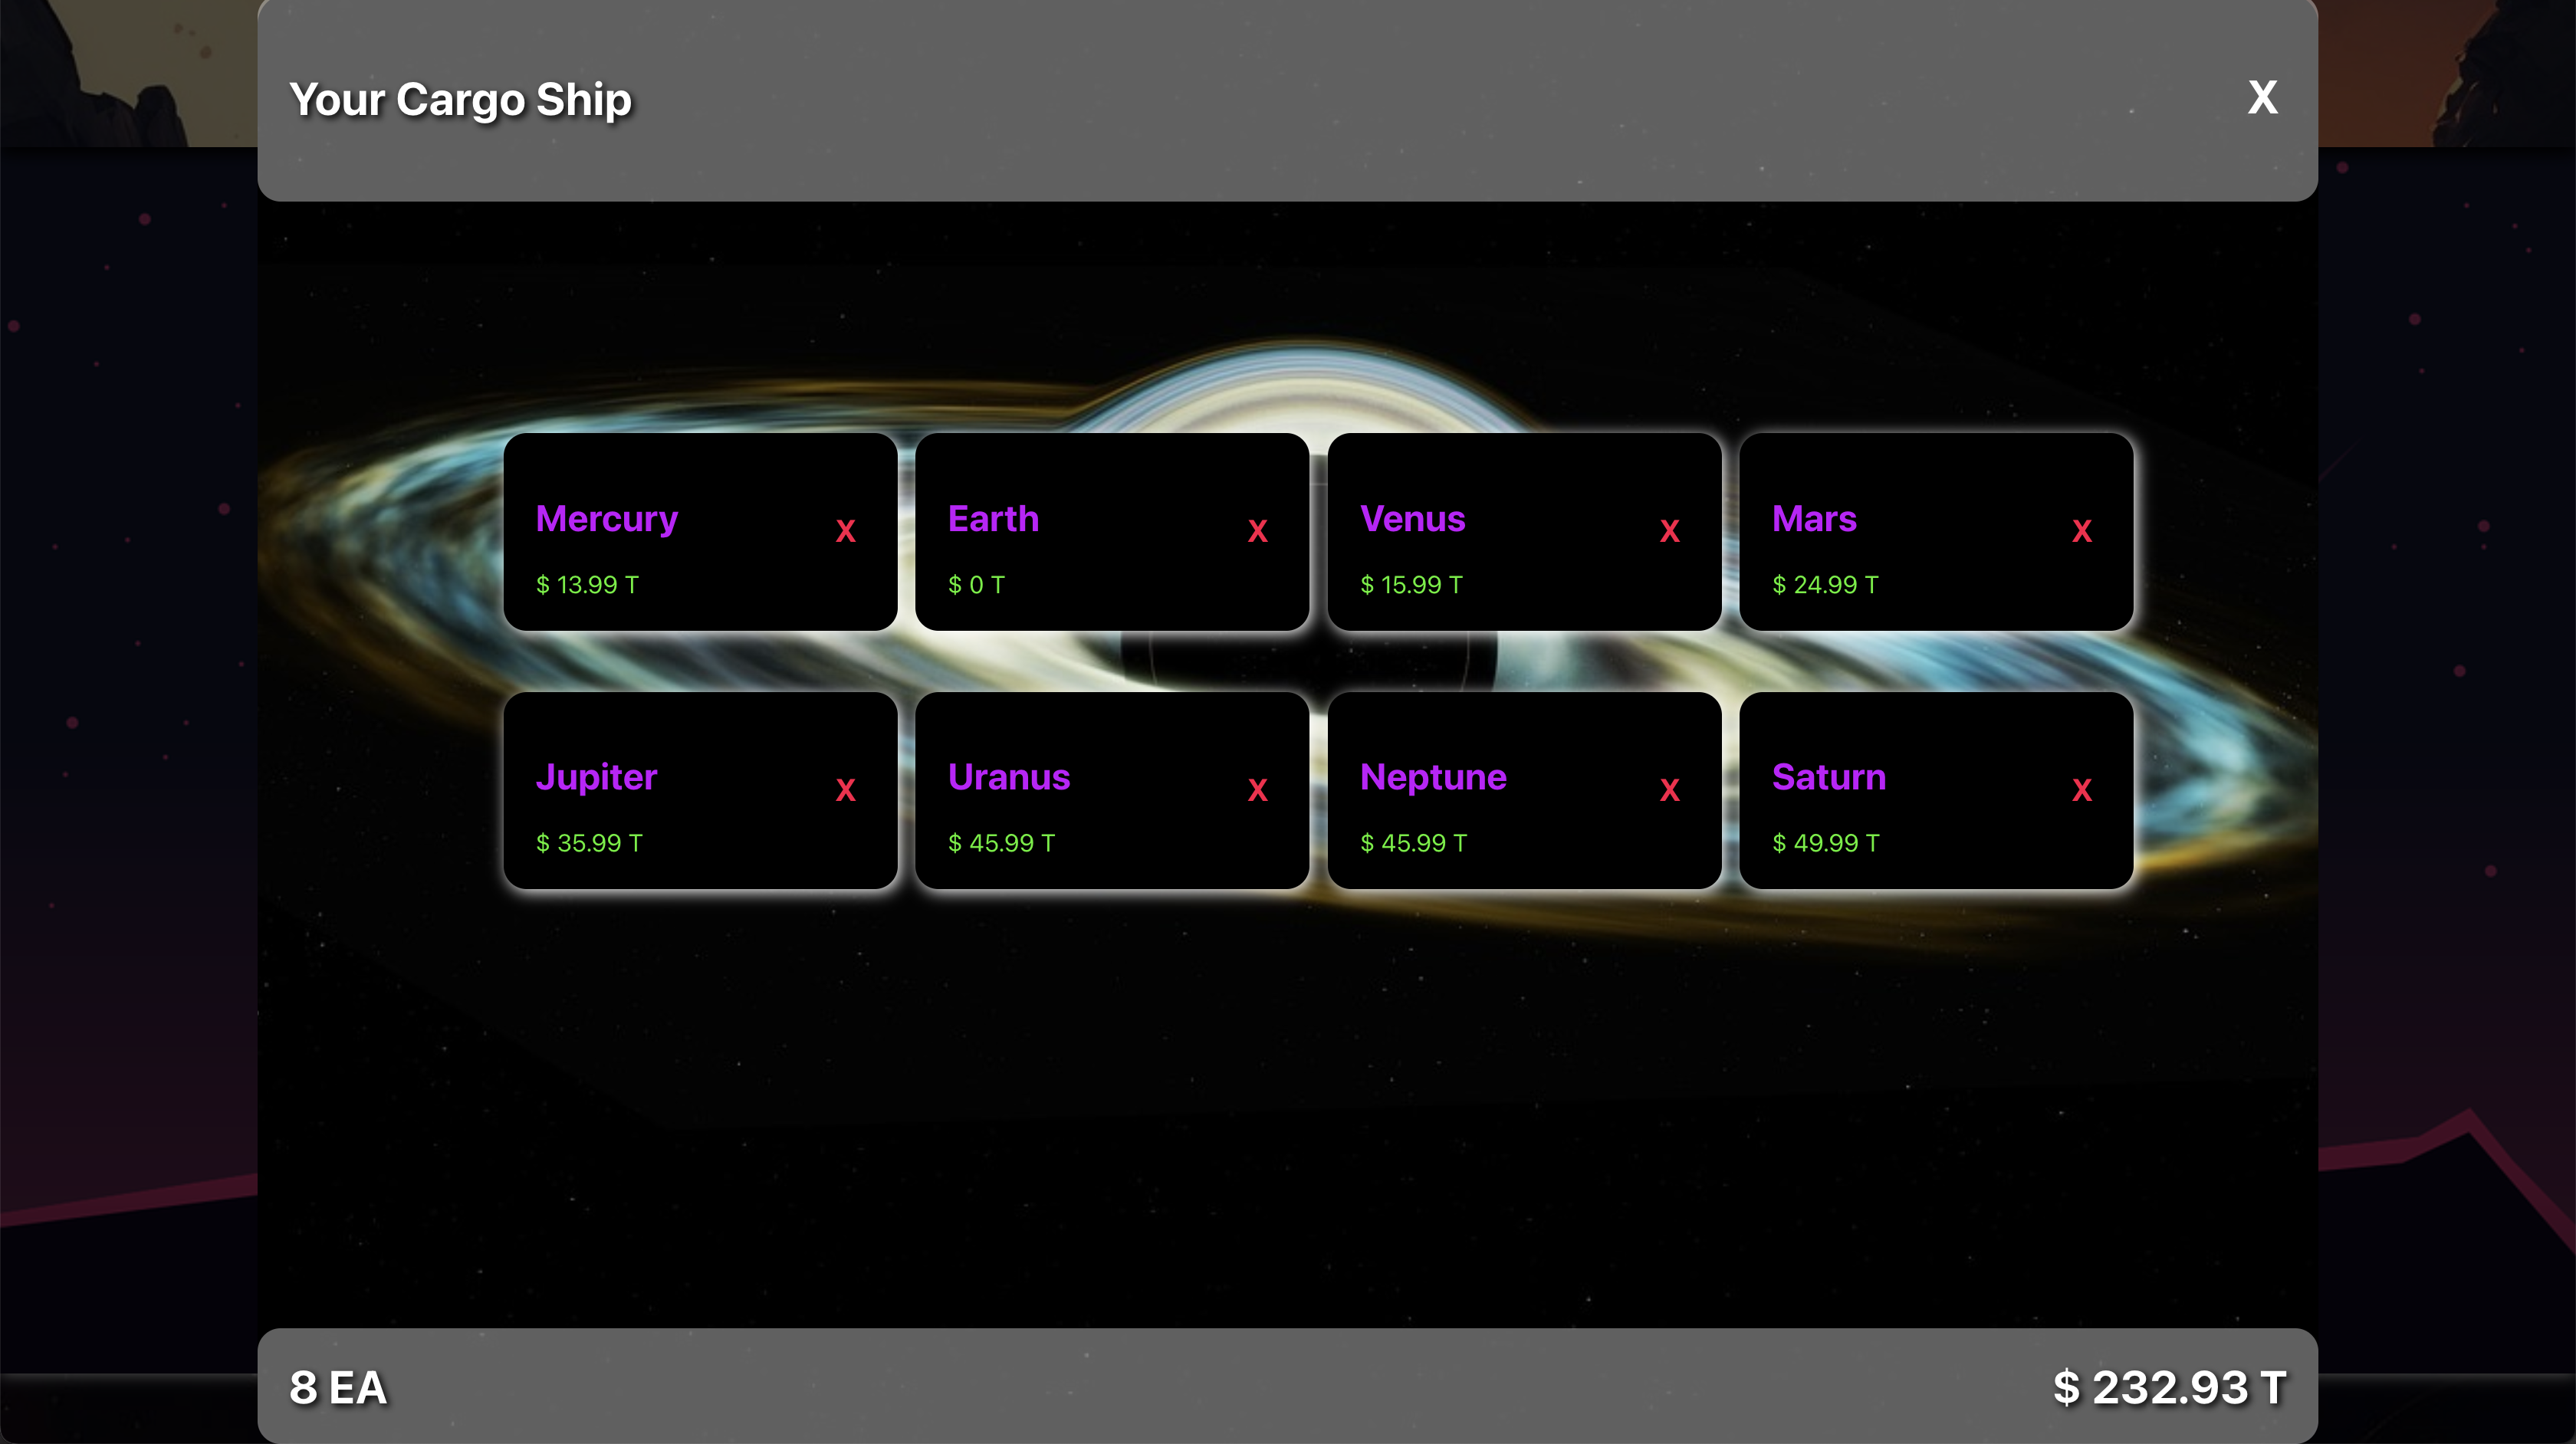 Your Cargo Ship X
Mercury X
$ 13.99 T
Earth X
$ 0 T
Venus X
$ 15.99 T
Mars X
$ 24.99 T
Jupiter X
$ 35.99 T
Uranus X
$ 45.99 T
Neptune X
$ 45.99 T
Saturn X
$ 49.99 T
8 EA $ 232.93 T